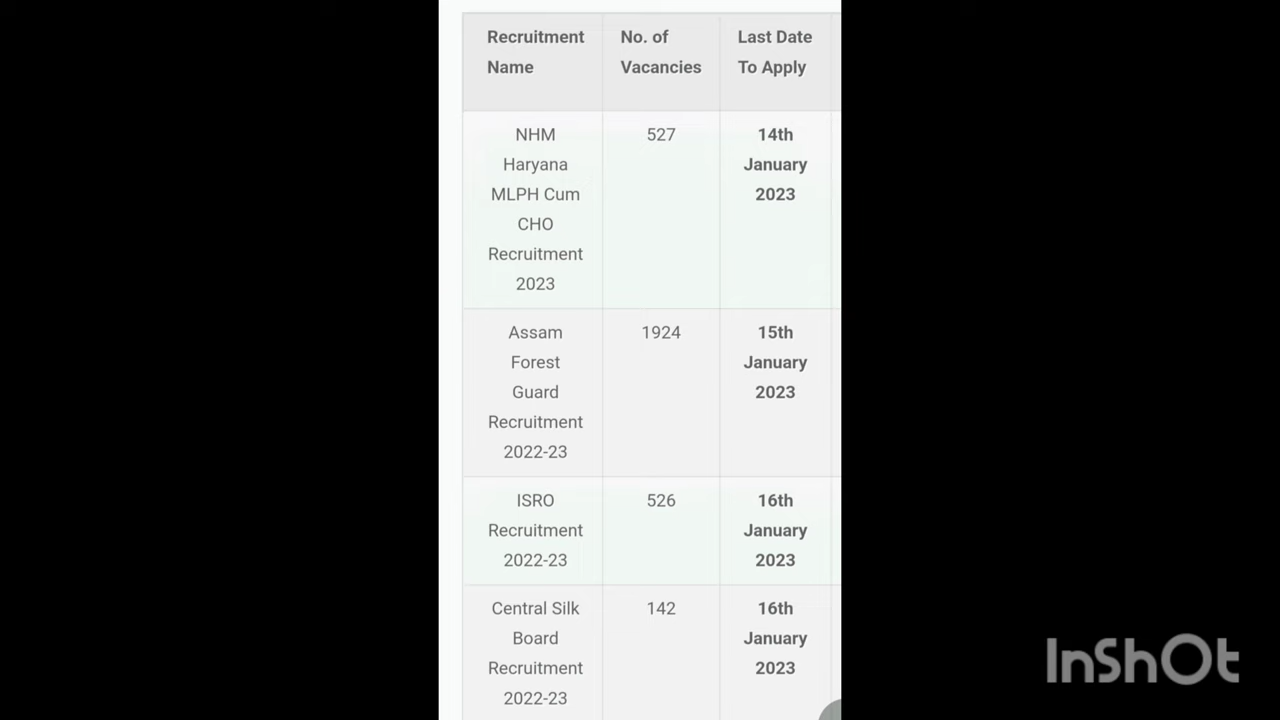 Recruitment Name
No. of Vacancies
Last Date To Apply
NHM
Haryana
MLPH Cum
CHO
Recruitment
2023
527
14th
January
2023
Assam
Forest
Guard
Recruitment
2022-23
1924
15th
January
2023
ISRO
Recruitment
2022-23
526
16th
January
2023
Central Silk
Board
Recruitment
2022-23
142
16th
January
2023
InShOt